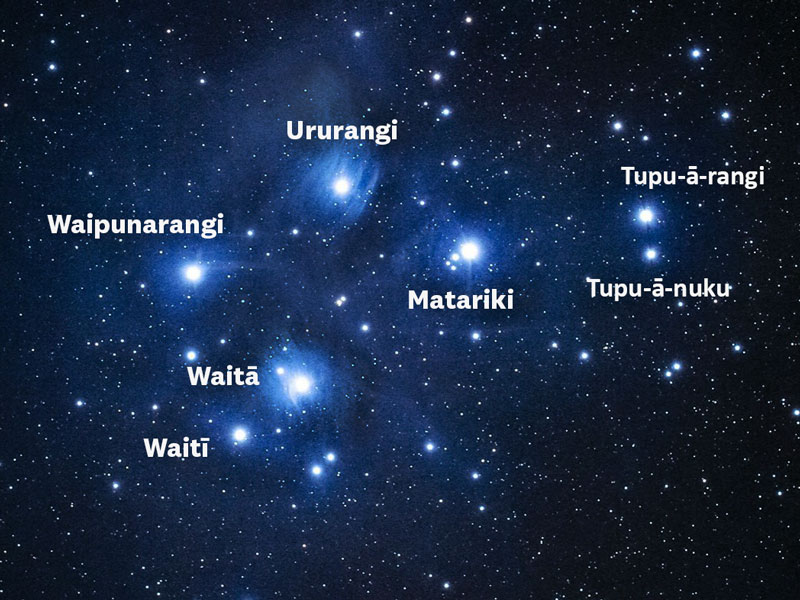 Ururangi
Tupu-ā-rangi
Waipunarangi
Tupu-ā-nuku
Matariki
Waitā
Waitī